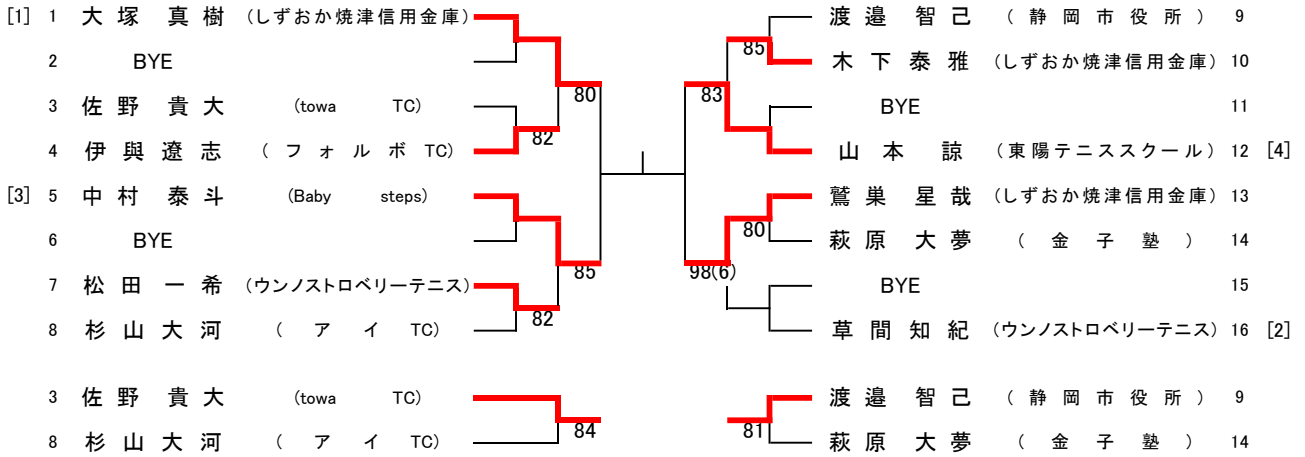 [1] 1 大塚 真樹 (しずおか焼津信用金庫)
2 BYE
80
3 佐野 貴大 (towa TC)
82
4 伊與遼志 (フォルボTC)
[3] 5 中村 泰斗 (Baby steps)
6 BYE
85
7 松田一希 (ウンノストロベリーテニス)
82
8 杉山大河 (アイTC)
渡邉 智己 (静岡市役所) 9
85
木下泰雅 (しずおか焼津信用金庫) 10
83
BYE 11
山本 諒 (東陽テニススクール) 12 [4]
鷲巣 星哉 (しずおか焼津信用金庫) 13
80
萩原 大夢 (金子塾) 14
98(6)
BYE 15
草間知紀 (ウンノストロベリーテニス) 16 [2]
3 佐野 貴大 (towa TC)
84
8 杉山大河 (アイTC)
渡邉 智己 (静岡市役所) 9
81
萩原 大夢 (金子塾) 14